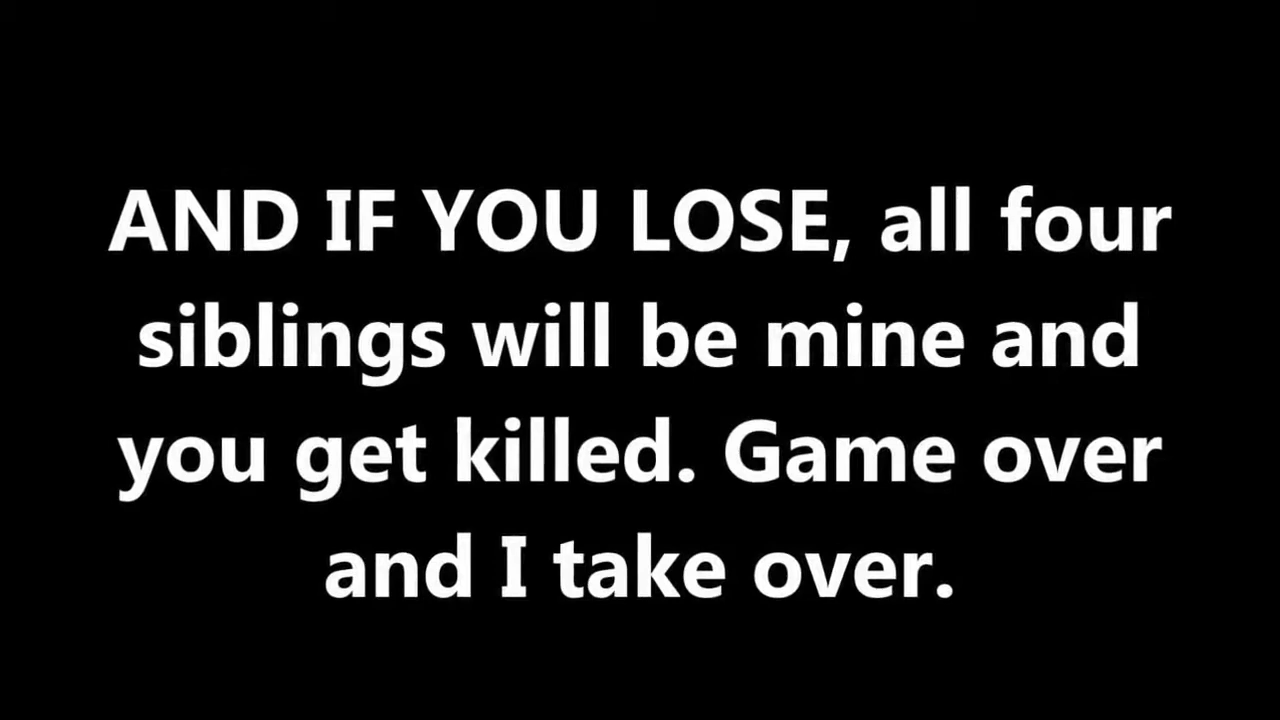 AND IF YOU LOSE, all four
siblings will be mine and
you get killed. Game over
and I take over.